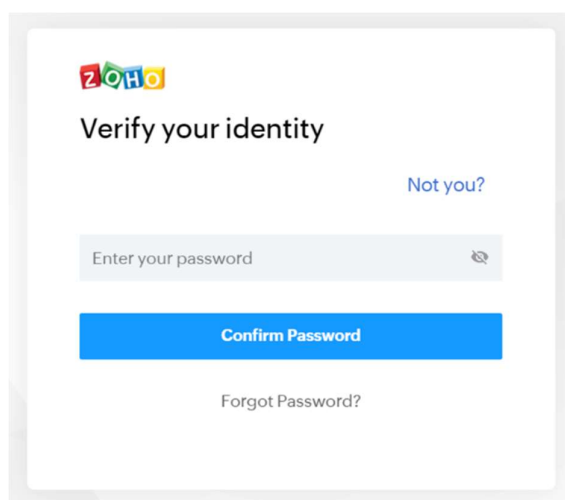 ZOHO
Verify your identity
Not you?
Enter your password
Confirm Password
Forgot Password?